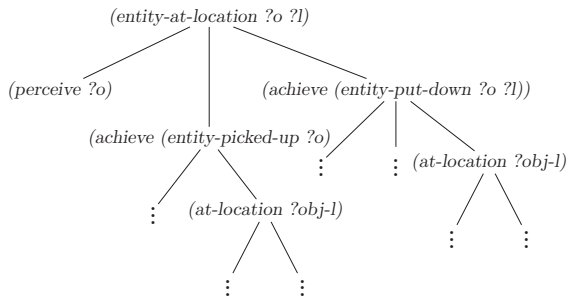 (entity-at-location ?o ?l)
(perceive ?o)
(achieve (entity-put-down ?o ?l))
(achieve (entity-picked-up ?o)
(at-location ?obj-l)
(at-location ?obj-l)